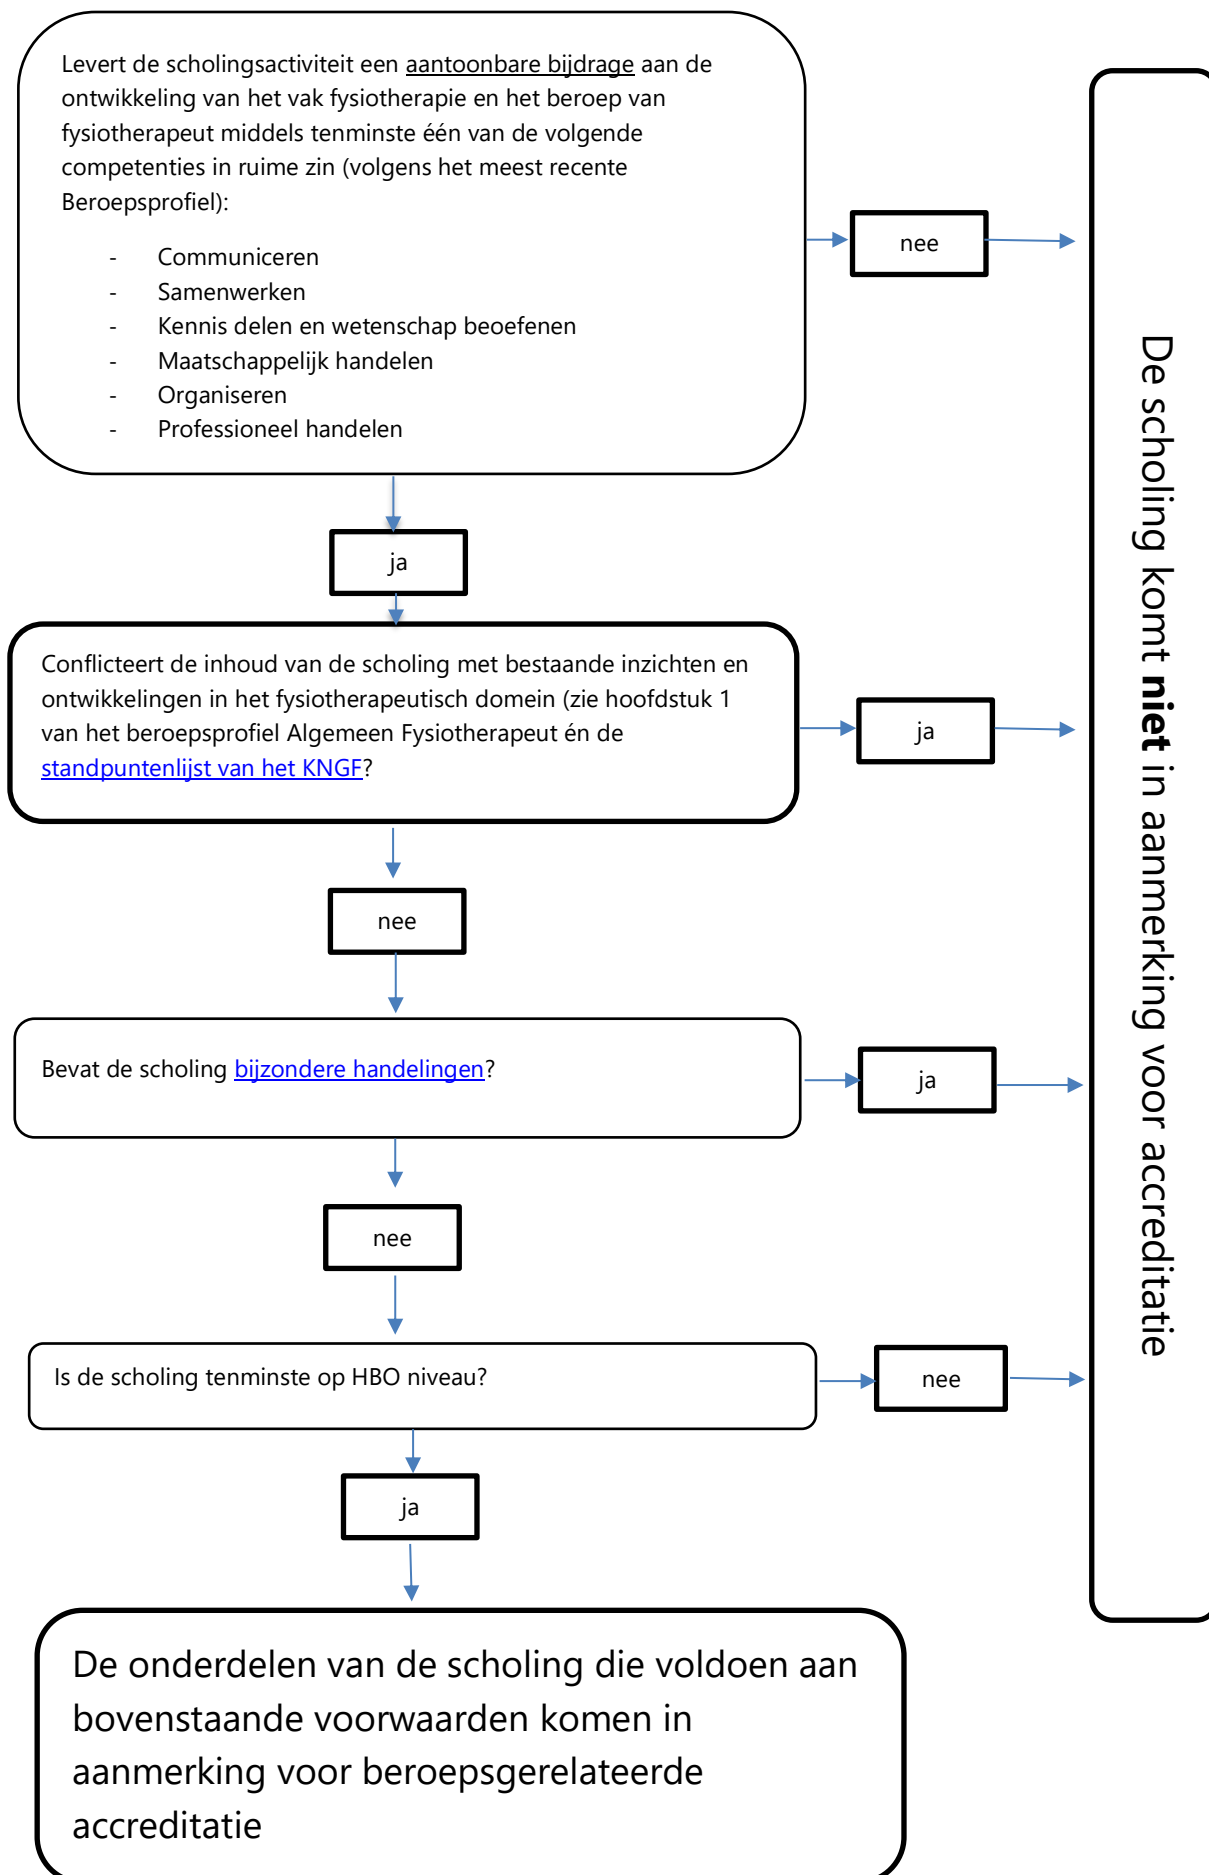 Levert de scholingsactiviteit een aantoonbare bijdrage aan de
ontwikkeling van het vak fysiotherapie en het beroep van
fysiotherapeut middels tenminste één van de volgende
competenties in ruime zin (volgens het meest recente
Beroepsprofiel):
- Communiceren
- Samenwerken
- Kennis delen en wetenschap beoefenen
- Maatschappelijk handelen
- Organiseren
- Professioneel handelen
nee
ja
Conflicteert de inhoud van de scholing met bestaande inzichten en
ontwikkelingen in het fysiotherapeutisch domein (zie hoofdstuk 1
van het beroepsprofiel Algemeen Fysiotherapeut én de
standpuntenlijst van het KNGF?
ja
nee
Bevat de scholing bijzondere handelingen?
ja
nee
Is de scholing tenminste op HBO niveau?
nee
ja
De onderdelen van de scholing die voldoen aan
bovenstaande voorwaarden komen in
aanmerking voor beroepsgerelateerde
accreditatie
De scholing komt niet in aanmerking voor accreditatie